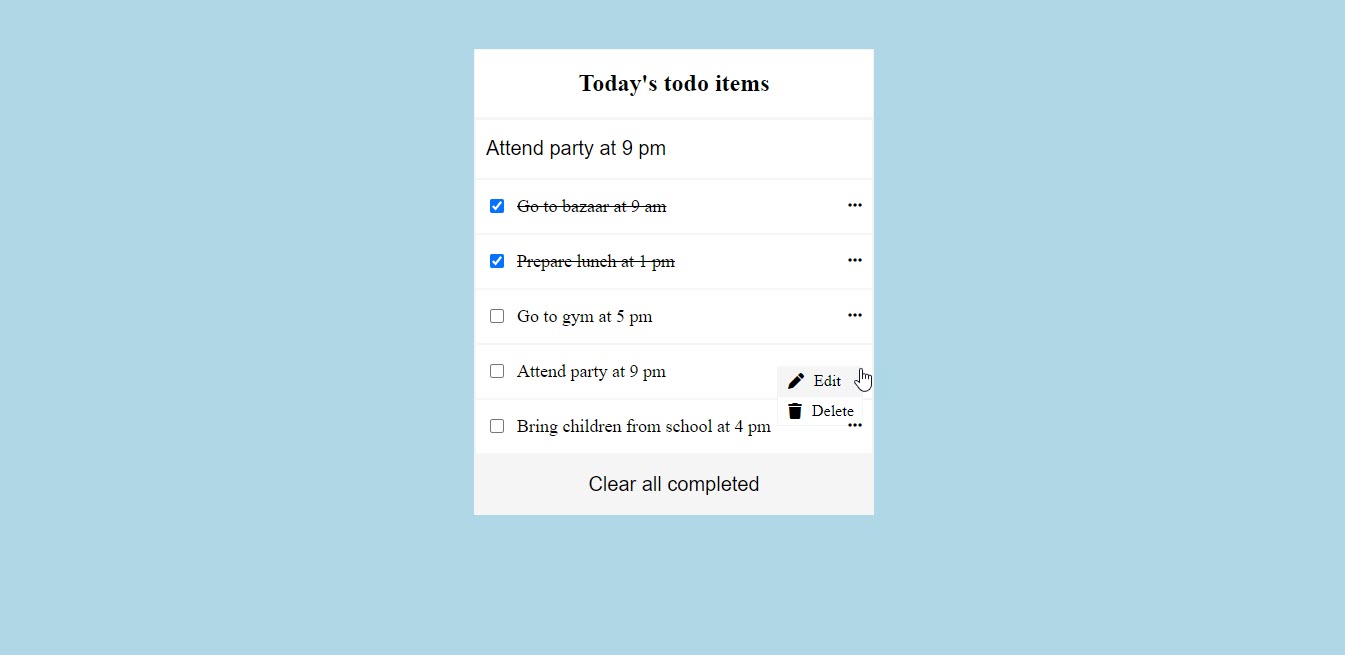 Today's todo items
Attend party at 9 pm
Go to bazaar at 9 am
Prepare lunch at 1 pm
Go to gym at 5 pm
Attend party at 9 pm
Edit
Delete
Bring children from school at 4 pm
Clear all completed